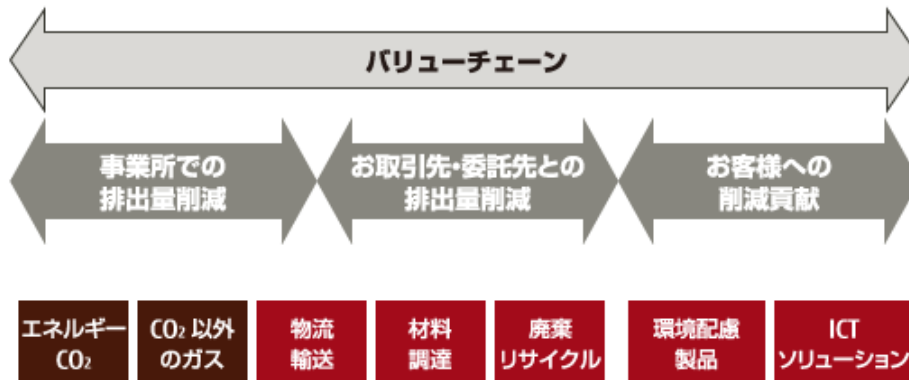 バリューチェーン
事業所での
排出量削減
お取引先・委託先との
排出量削減
お客様への
削減貢献
エネルギー
CO₂
CO₂ 以外
のガス
物流
輸送
材料
調達
廃棄
リサイクル
環境配慮
製品
ICT
ソリューション